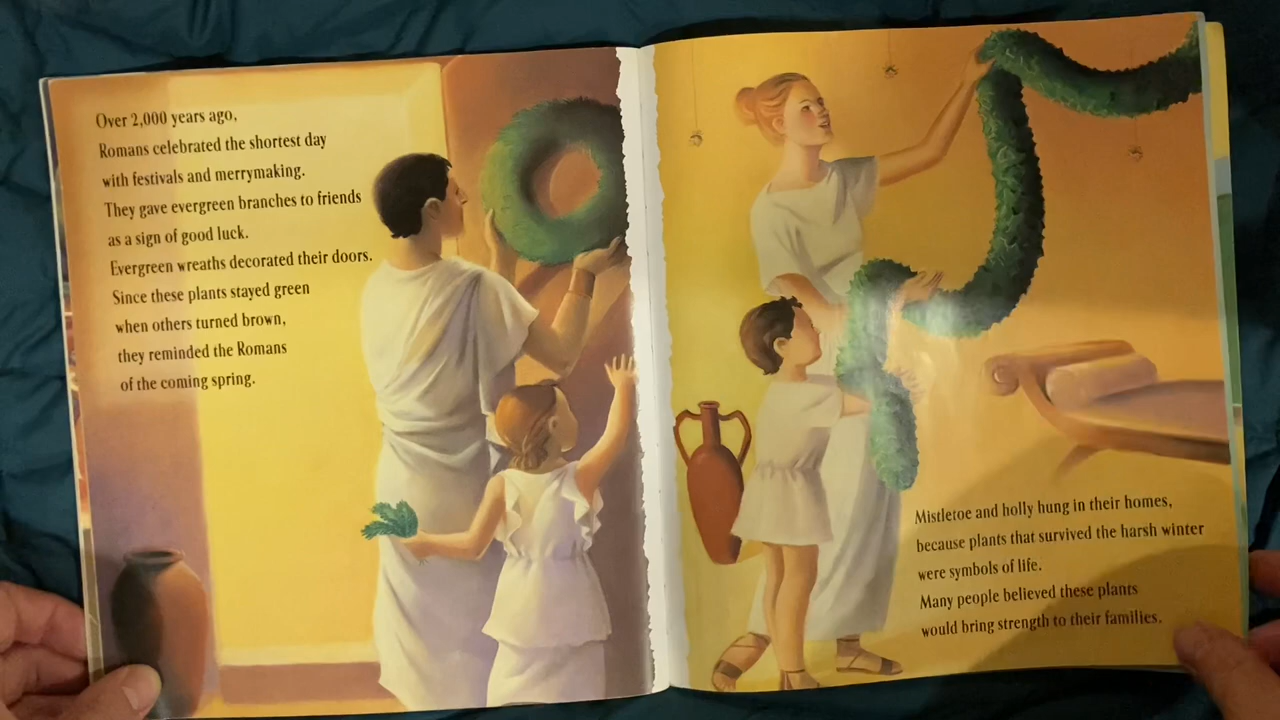 Over 2,000 years ago,
Romans celebrated the shortest day
with festivals and merrymaking.
They gave evergreen branches to friends
as a sign of good luck.
Evergreen wreaths decorated their doors.
Since these plants stayed green
when others turned brown,
they reminded the Romans
of the coming spring.
Mistletoe and holly hung in their homes,
because plants that survived the harsh winter
were symbols of life.
Many people believed these plants
would bring strength to their families.